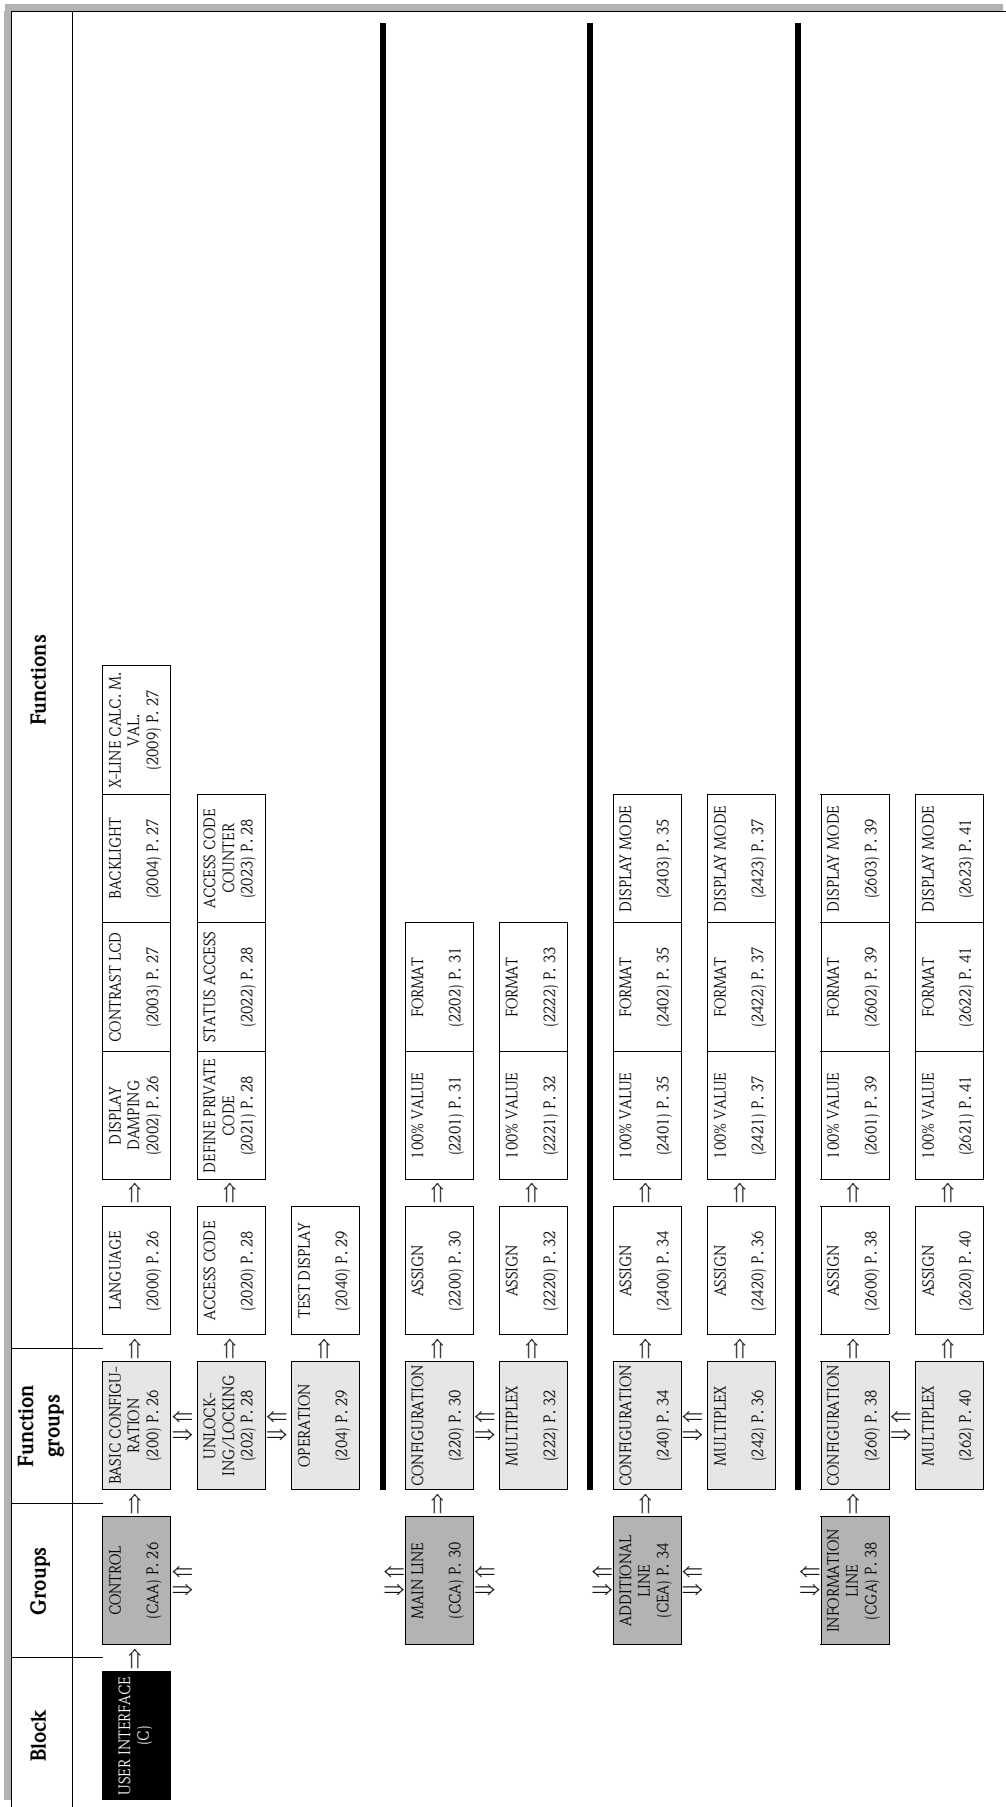 Block
Groups
Function
groups
Functions
USER INTERFACE
(C)
⇒
CONTROL
(CAA) P. 26
⇒
BASIC CONFIGU-
RATION
(200) P. 26
⇒
LANGUAGE
(2000) P. 26
⇒
DISPLAY
DAMPING
(2002) P. 26
CONTRAST LCD
(2003) P. 27
BACKLIGHT
(2004) P. 27
X-LINE CALC. M.
VAL.
(2009) P. 27
⇓⇑
⇓⇑
UNLOCK-
ING/LOCKING
(202) P. 28
⇒
ACCESS CODE
(2020) P. 28
⇒
DEFINE PRIVATE
CODE
(2021) P. 28
STATUS ACCESS
(2022) P. 28
ACCESS CODE
COUNTER
(2023) P. 28
⇓⇑
OPERATION
(204) P. 29
⇒
TEST DISPLAY
(2040) P. 29
⇓⇑
MAIN LINE
(CCA) P. 30
⇒
CONFIGURATION
(220) P. 30
⇒
ASSIGN
(2200) P. 30
⇒
100% VALUE
(2201) P. 31
FORMAT
(2202) P. 31
⇓⇑
⇓⇑
MULTIPLEX
(222) P. 32
⇒
ASSIGN
(2220) P. 32
⇒
100% VALUE
(2221) P. 32
FORMAT
(2222) P. 33
⇓⇑
ADDITIONAL
LINE
(CEA) P. 34
⇒
CONFIGURATION
(240) P. 34
⇒
ASSIGN
(2400) P. 34
⇒
100% VALUE
(2401) P. 35
FORMAT
(2402) P. 35
DISPLAY MODE
(2403) P. 35
⇓⇑
⇓⇑
MULTIPLEX
(242) P. 36
⇒
ASSIGN
(2420) P. 36
⇒
100% VALUE
(2421) P. 37
FORMAT
(2422) P. 37
DISPLAY MODE
(2423) P. 37
⇓⇑
INFORMATION
LINE
(CGA) P. 38
⇒
CONFIGURATION
(260) P. 38
⇒
ASSIGN
(2600) P. 38
⇒
100% VALUE
(2601) P. 39
FORMAT
(2602) P. 39
DISPLAY MODE
(2603) P. 39
⇓⇑
MULTIPLEX
(262) P. 40
⇒
ASSIGN
(2620) P. 40
⇒
100% VALUE
(2621) P. 41
FORMAT
(2622) P. 41
DISPLAY MODE
(2623) P. 41